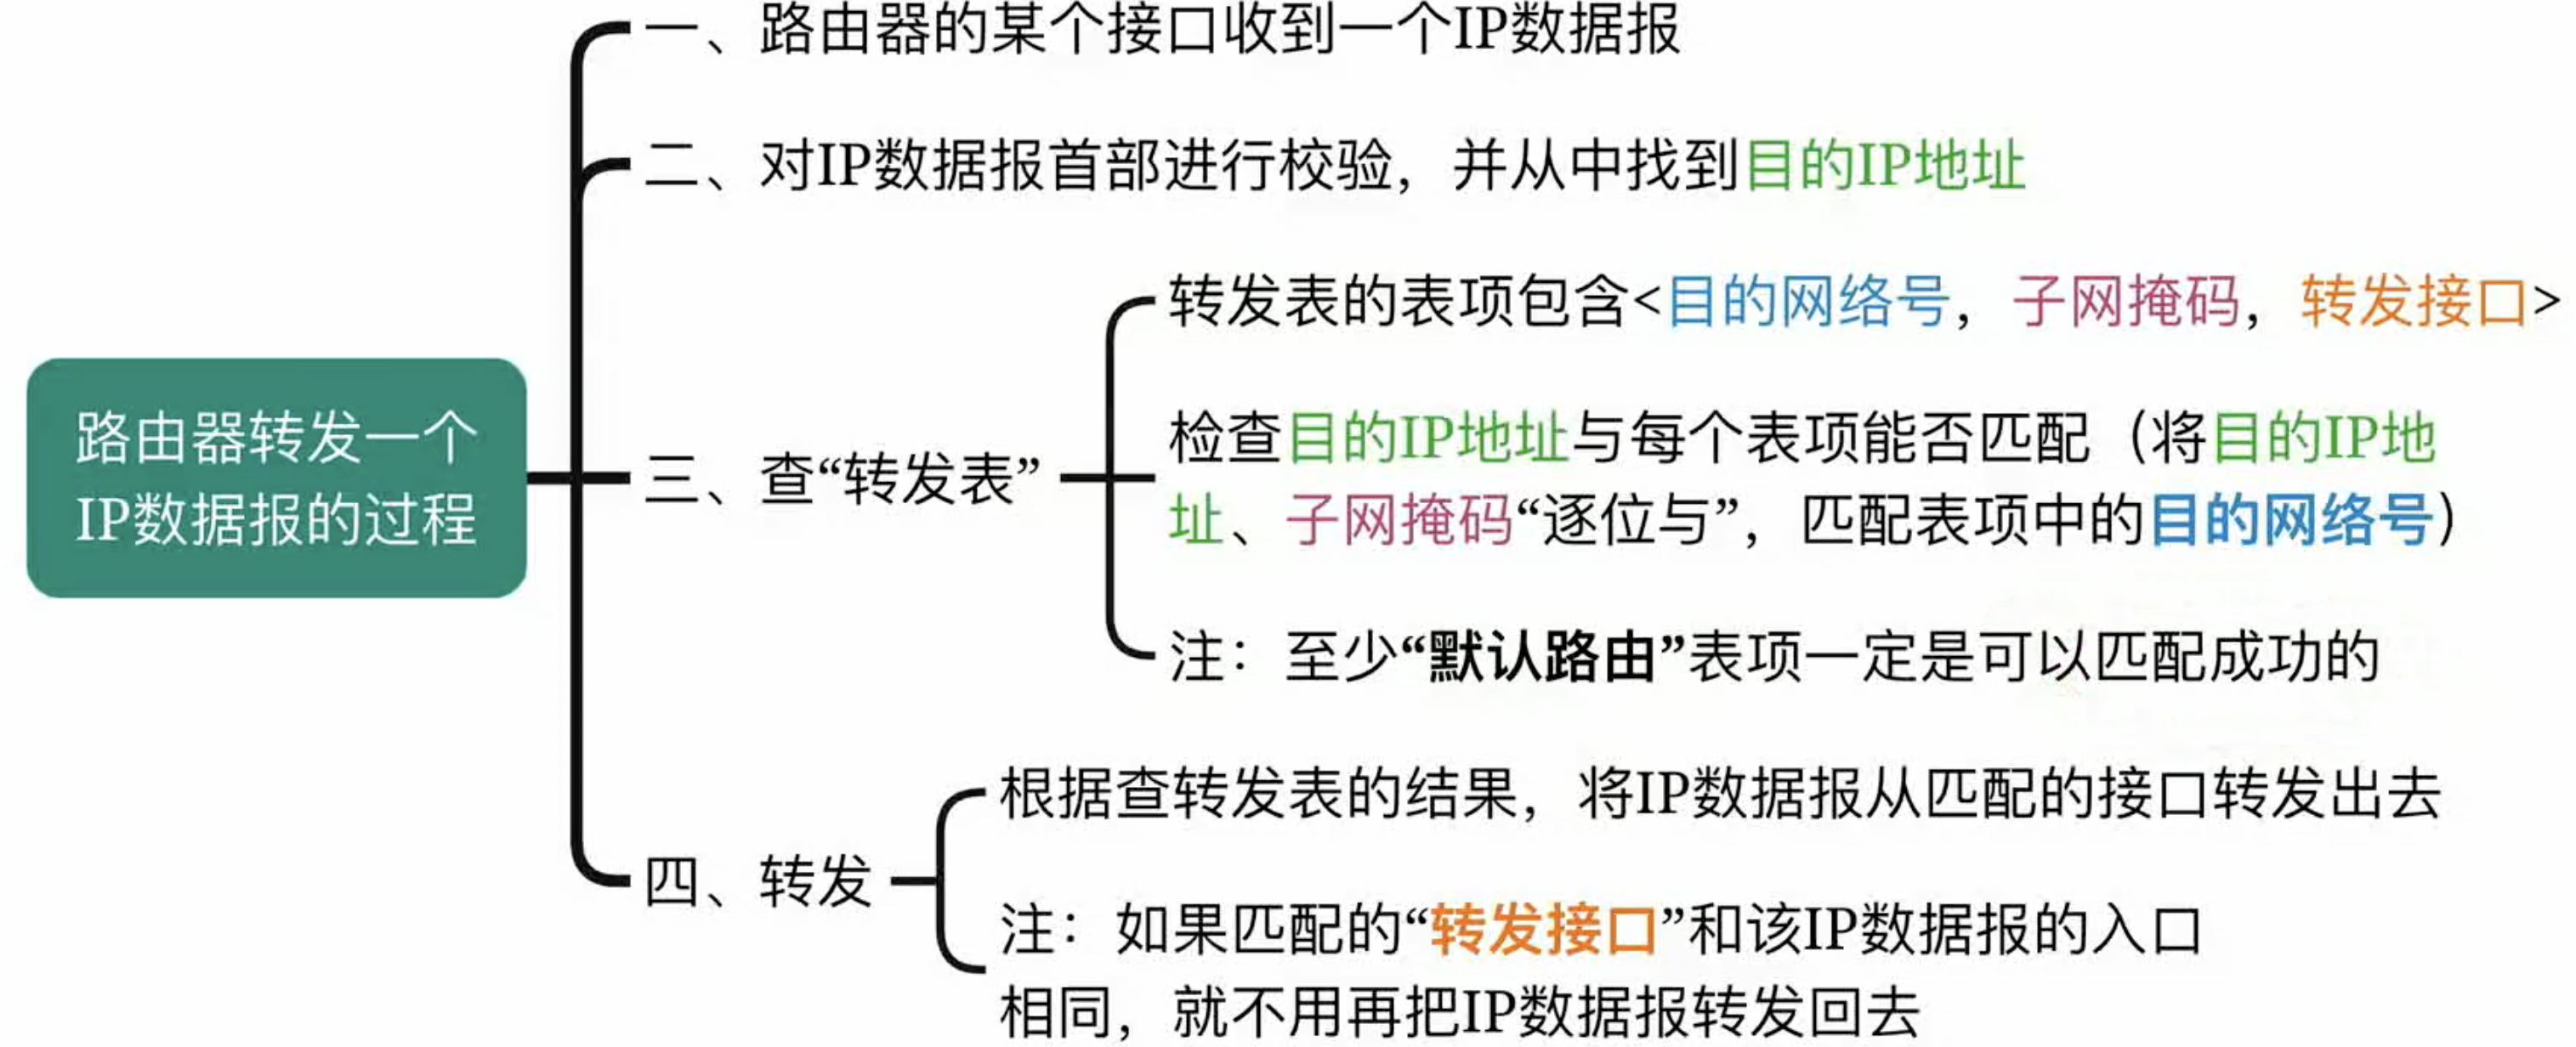 路由器转发一个
IP数据报的过程
一、路由器的某个接口收到一个IP数据报
二、对IP数据报首部进行校验，并从中找到目的IP地址
三、查“转发表”
转发表的表项包含<目的网络号，子网掩码，转发接口>
检查目的IP地址与每个表项能否匹配（将目的IP地
址、子网掩码“逐位与”，匹配表项中的目的网络号）
注：至少“默认路由”表项一定是可以匹配成功的
四、转发
根据查转发表的结果，将IP数据报从匹配的接口转发出去
注：如果匹配的“转发接口”和该IP数据报的入口
相同，就不用再把IP数据报转发回去